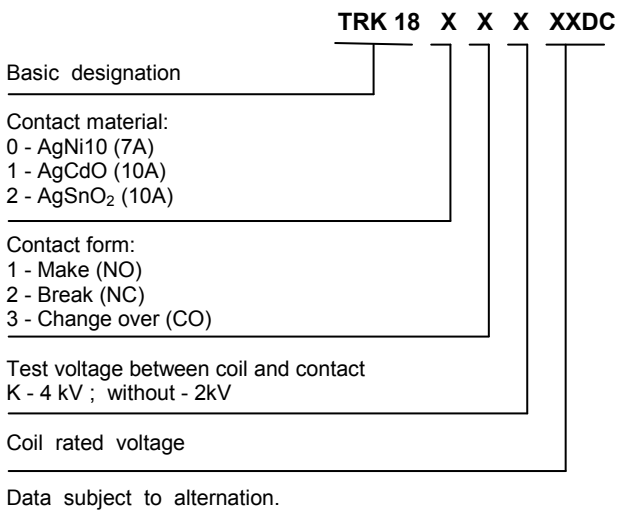 TRK 18 X X X XXDC
Basic designation
Contact material:
0 - AgNi10 (7A)
1 - AgCdO (10A)
2 - AgSnO₂ (10A)
Contact form:
1 - Make (NO)
2 - Break (NC)
3 - Change over (CO)
Test voltage between coil and contact
K - 4 kV ; without - 2kV
Coil rated voltage
Data subject to alternation.